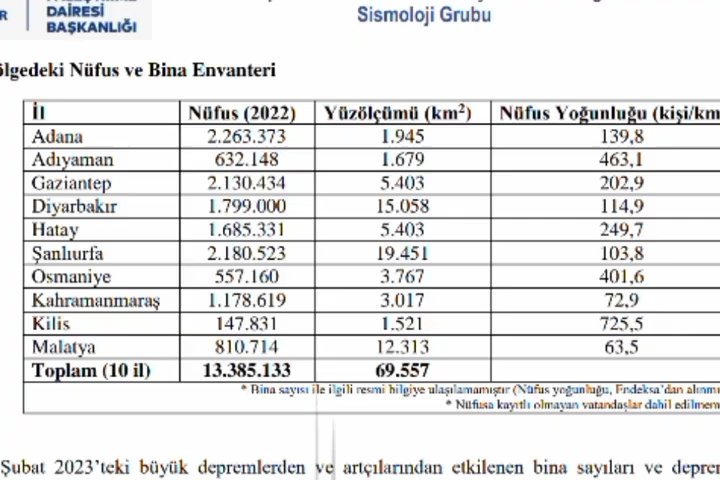 DAİRESİ
BAŞKANLIĞI
Sismoloji Grubu
ölgedeki Nüfus ve Bina Envanteri
İl Nüfus (2022) Yüzölçümü (km²) Nüfus Yoğunluğu (kişi/km
Adana 2.263.373 1.945 139,8
Adıyaman 632.148 1.679 463,1
Gaziantep 2.130.434 5.403 202,9
Diyarbakır 1.799.000 15.058 114,9
Hatay 1.685.331 5.403 249,7
Şanlıurfa 2.180.523 19.451 103,8
Osmaniye 557.160 3.767 401,6
Kahramanmaraş 1.178.619 3.017 72,9
Kilis 147.831 1.521 725,5
Malatya 810.714 12.313 63,5
Toplam (10 il) 13.385.133 69.557
* Bina sayısı ile ilgili resmi bilgiye ulaşılamamıştır (Nüfus yoğunluğu, Endeksa'dan alınmı
* Nüfusa kayıtlı olmayan vatandaşlar dahil edilmem
Şubat 2023'teki büyük depremlerden ve artçılarından etkilenen bina sayıları ve depre